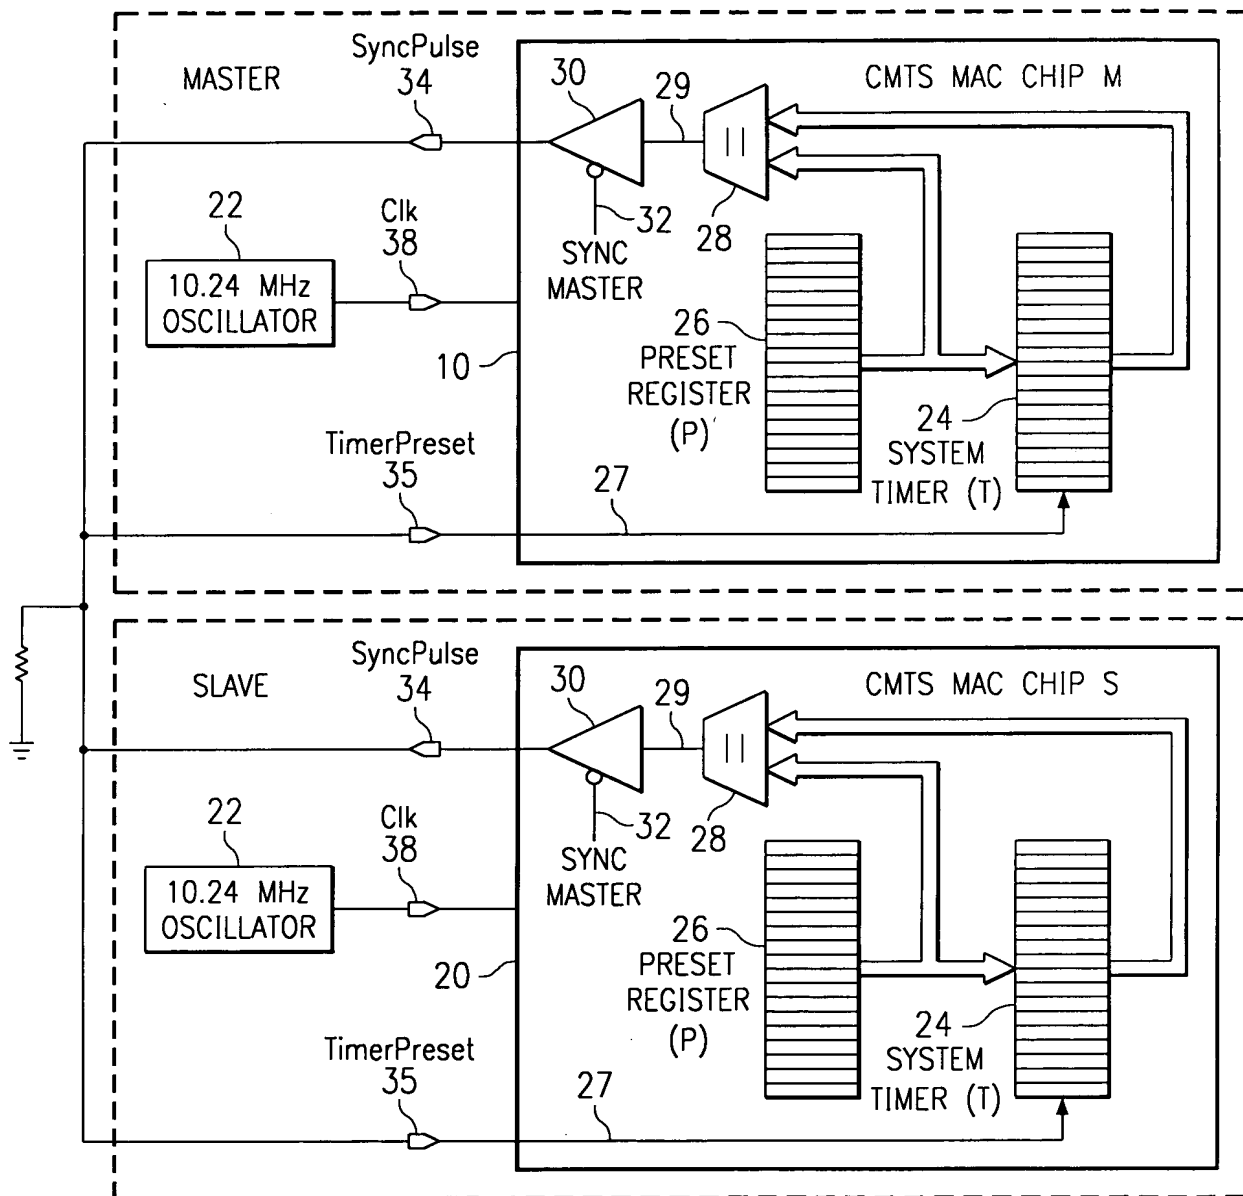 SyncPulse
34
MASTER
30
29
CMTS MAC CHIP M
22
10.24 MHz
OSCILLATOR
Clk
38
32
SYNC
MASTER
28
10
26
PRESET
REGISTER
(P)
24
SYSTEM
TIMER (T)
TimerPreset
35
27
SyncPulse
34
SLAVE
30
29
CMTS MAC CHIP S
22
10.24 MHz
OSCILLATOR
Clk
38
32
SYNC
MASTER
28
20
26
PRESET
REGISTER
(P)
24
SYSTEM
TIMER (T)
TimerPreset
35
27